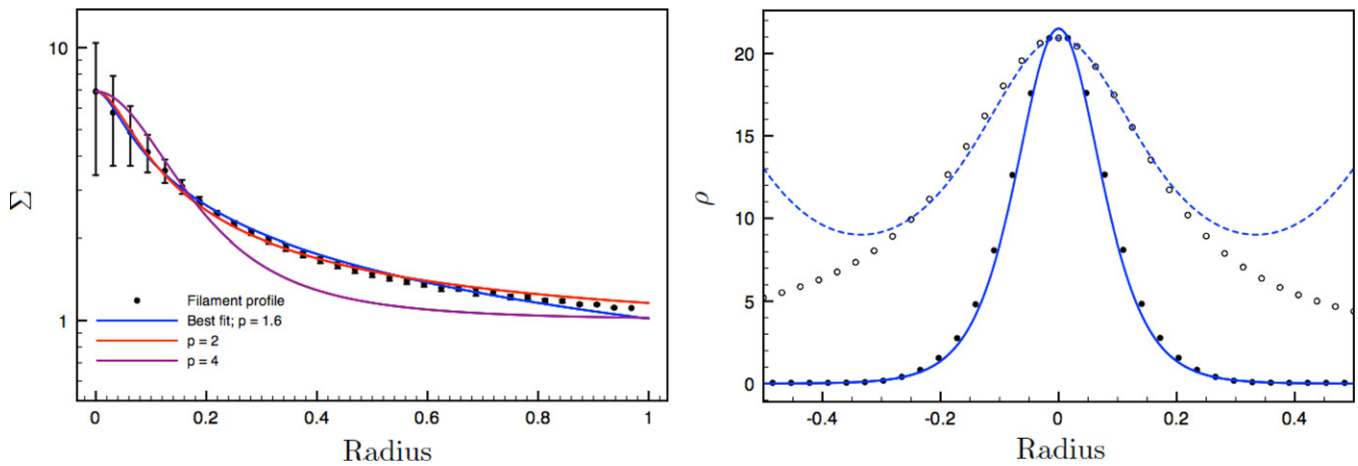 10
1
Σ
Filament profile
Best fit; p = 1.6
p = 2
p = 4
0 0.2 0.4 0.6 0.8 1
Radius
20
15
10
5
0
ρ
-0.4 -0.2 0 0.2 0.4
Radius